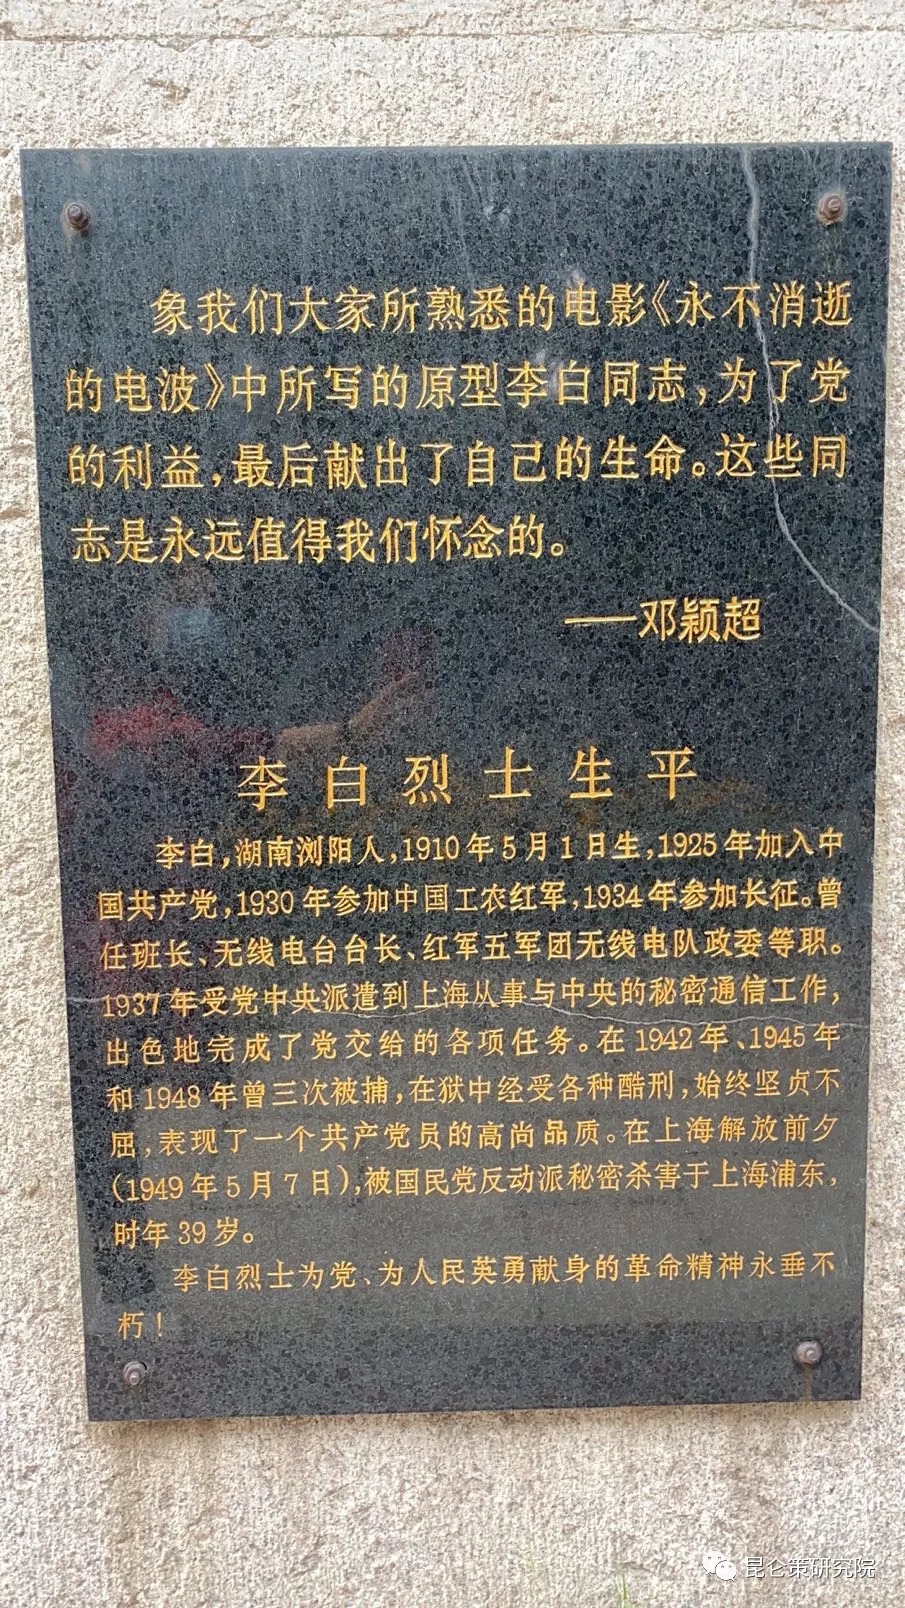 象我们大家所熟悉的电影《永不消逝
的电波》中所写的原型李白同志，为了党
的利益，最后献出了自己的生命。这些同
志是永远值得我们怀念的。
——邓颖超
李白烈士生平
李白，湖南浏阳人，1910年5月1日生，1925年加入中
国共产党，1930年参加中国工农红军，1934年参加长征。曾
任班长、无线电台台长、红军五军团无线电队政委等职。
1937年受党中央派遣到上海从事与中央的秘密通信工作，
出色地完成了党交给的各项任务。在1942年、1945年
和1948年曾三次被捕，在狱中经受各种酷刑，始终坚贞不
屈，表现了一个共产党员的高尚品质。在上海解放前夕
（1949年5月7日），被国民党反动派秘密杀害于上海浦东，
时年39岁。
李白烈士为党、为人民英勇献身的革命精神永垂不
朽！
昆仑策研究院